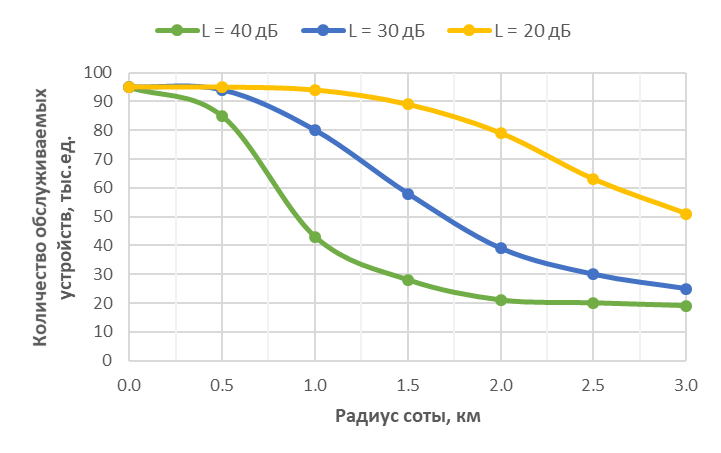 L = 40 дБ L = 30 дБ L = 20 дБ
Количество обслуживаемых
устройств, тыс.ед.
100
90
80
70
60
50
40
30
20
10
0
0.0 0.5 1.0 1.5 2.0 2.5 3.0
Радиус соты, км